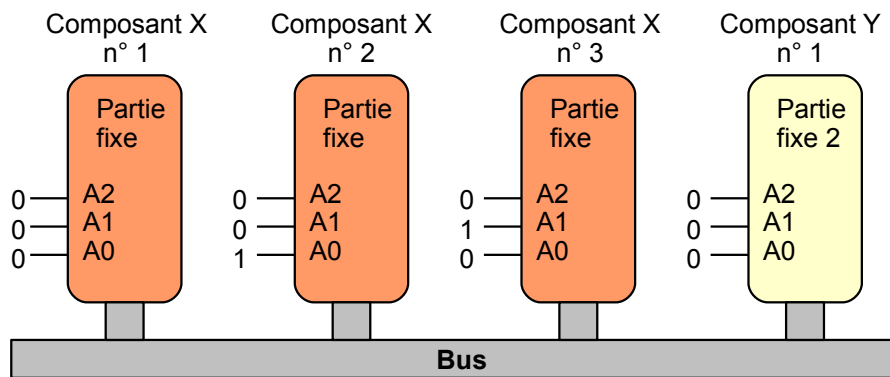 Composant X
n° 1
Composant X
n° 2
Composant X
n° 3
Composant Y
n° 1
Partie
fixe
0 A2
0 A1
0 A0
Partie
fixe
0 A2
0 A1
1 A0
Partie
fixe
0 A2
1 A1
0 A0
Partie
fixe 2
0 A2
0 A1
0 A0
Bus